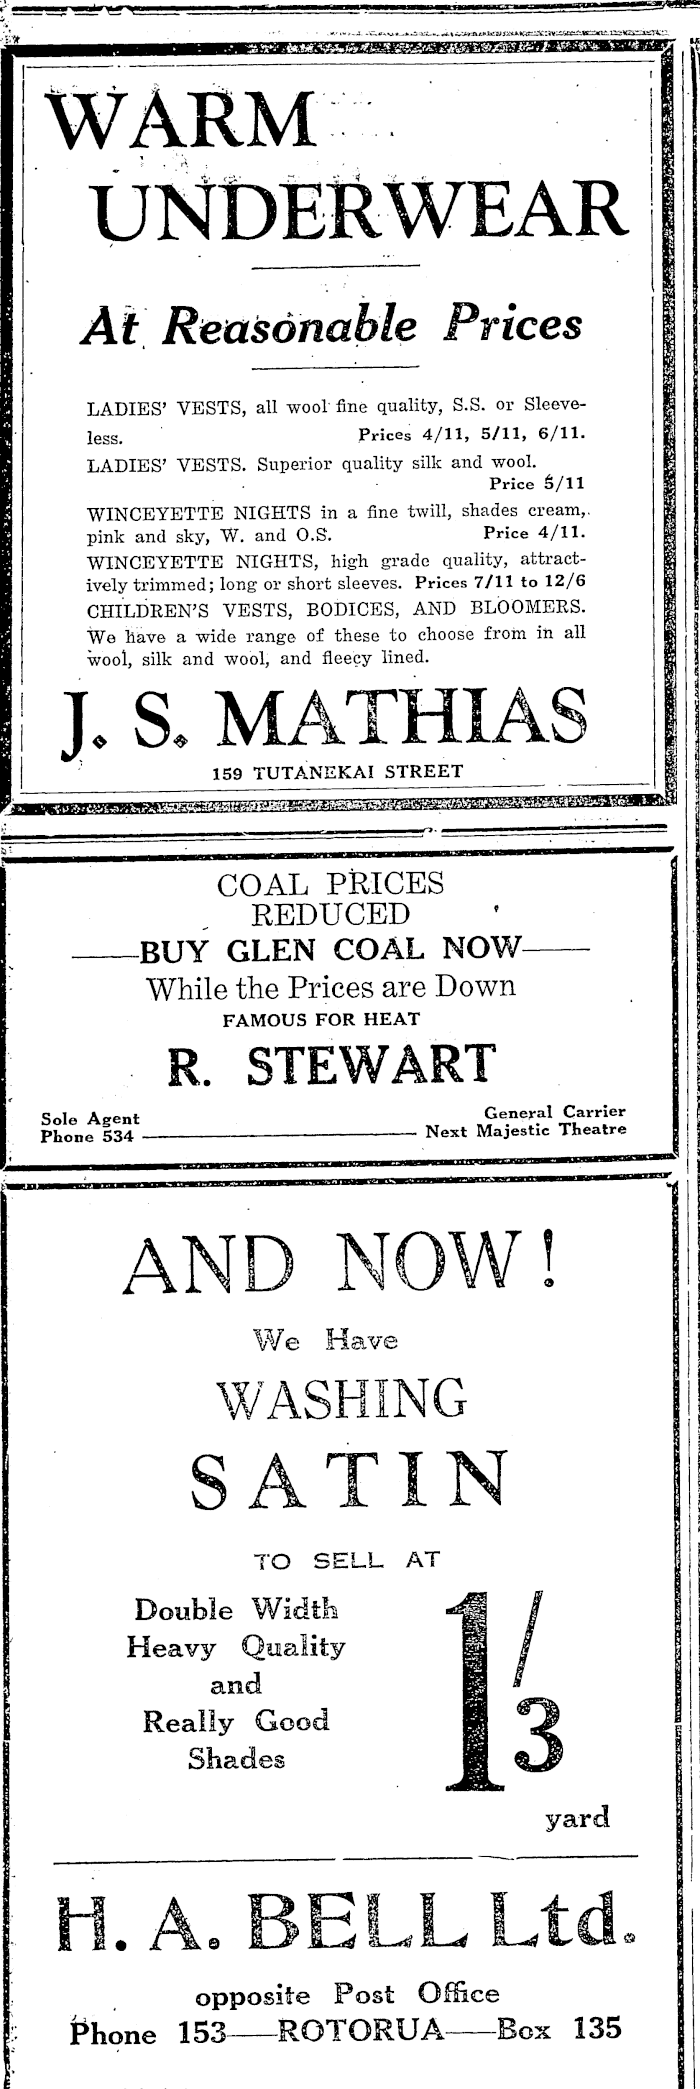 WARM
UNDERWEAR
At Reasonable Prices
LADIES' VESTS, all wool fine quality, S.S. or Sleeve-
less. Prices 4/11, 5/11, 6/11.
LADIES' VESTS. Superior quality silk and wool.
Price 5/11
WINCEYETTE NIGHTS in a fine twill, shades cream,
pink and sky, W. and O.S. Price 4/11.
WINCEYETTE NIGHTS, high grade quality, attract-
ively trimmed; long or short sleeves. Prices 7/11 to 12/6
CHILDREN'S VESTS, BODICES, AND BLOOMERS.
We have a wide range of these to choose from in all
wool, silk and wool, and fleecy lined.
J. S. MATHIAS
159 TUTANEKAI STREET
COAL PRICES
REDUCED
BUY GLEN COAL NOW
While the Prices are Down
FAMOUS FOR HEAT
R. STEWART
Sole Agent General Carrier
Phone 534 Next Majestic Theatre
AND NOW!
We Have
WASHING
SATIN
TO SELL AT
Double Width
Heavy Quality
and
Really Good
Shades
1/3
yard
H. A. BELL Ltd.
opposite Post Office
Phone 153—ROTORUA—Box 135